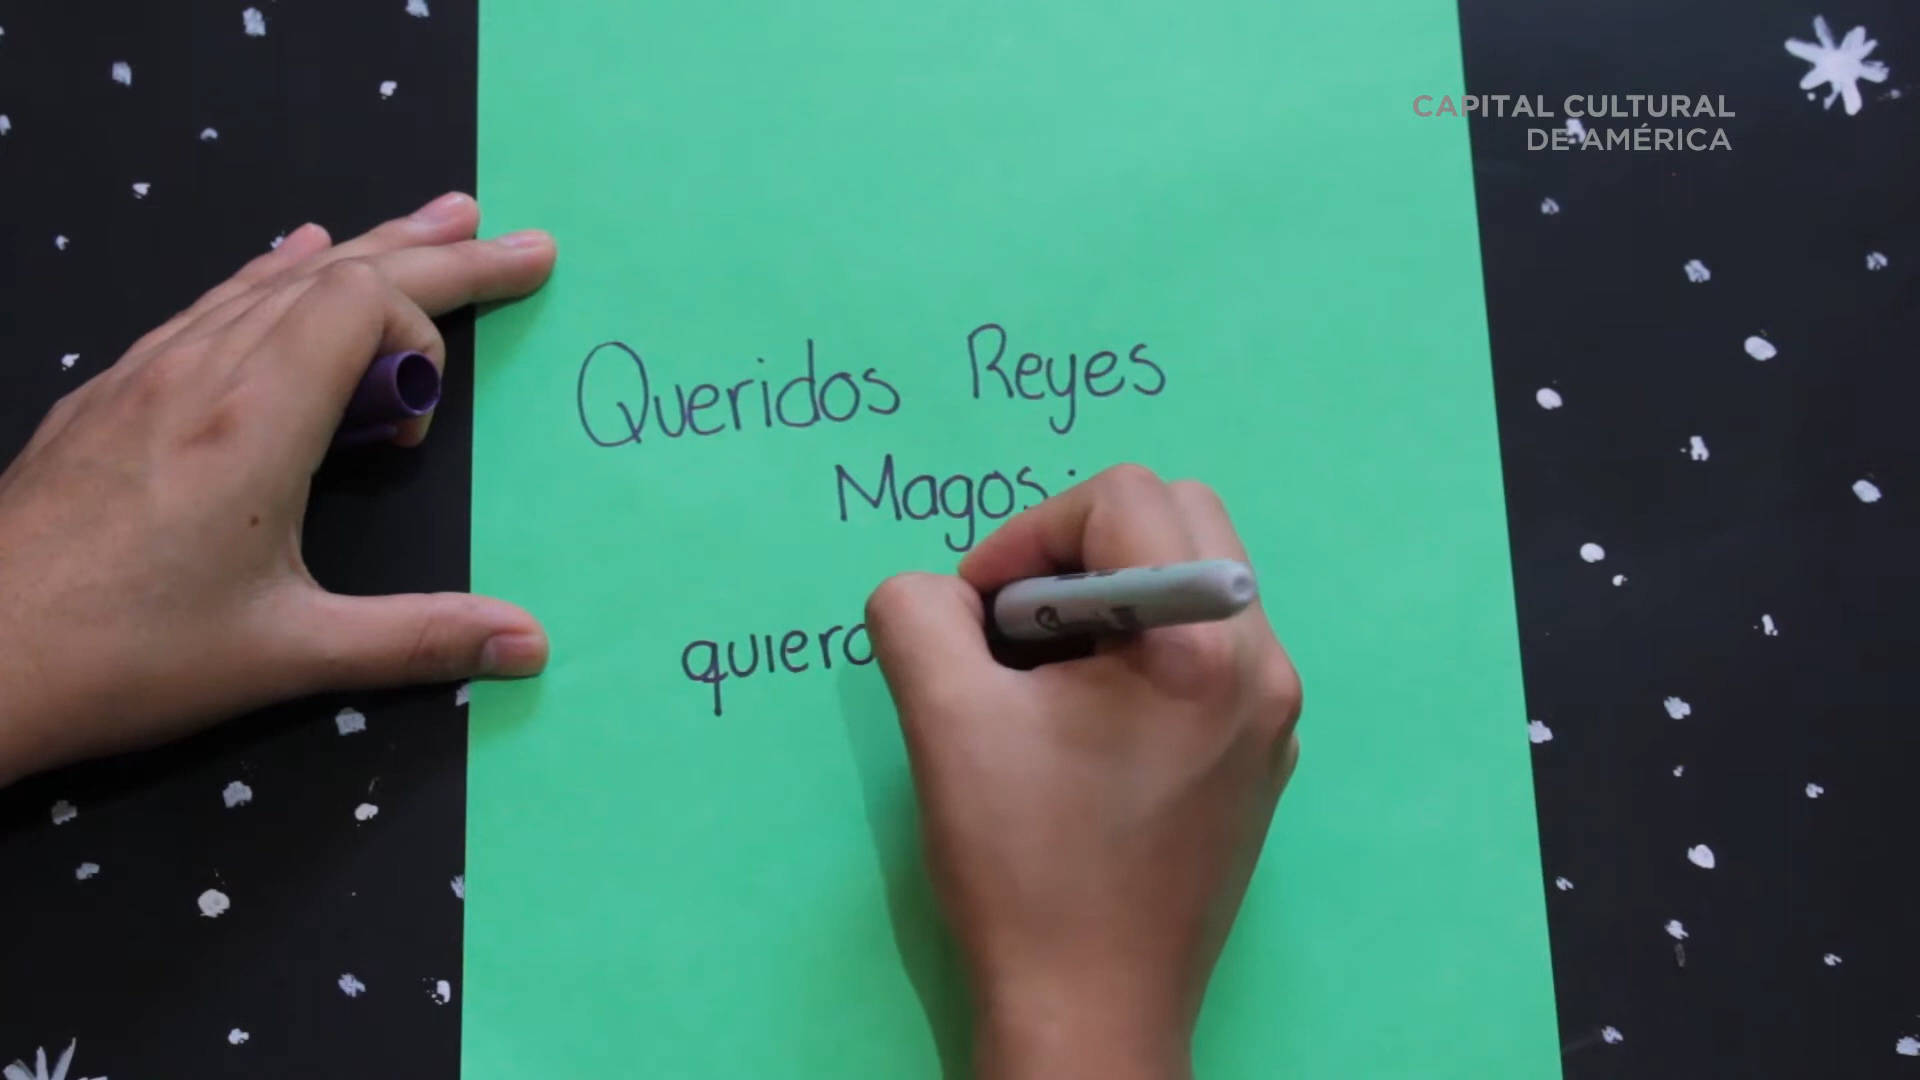 CAPITAL CULTURAL
DE AMÉRICA
Queridos Reyes
Magos:
quiero